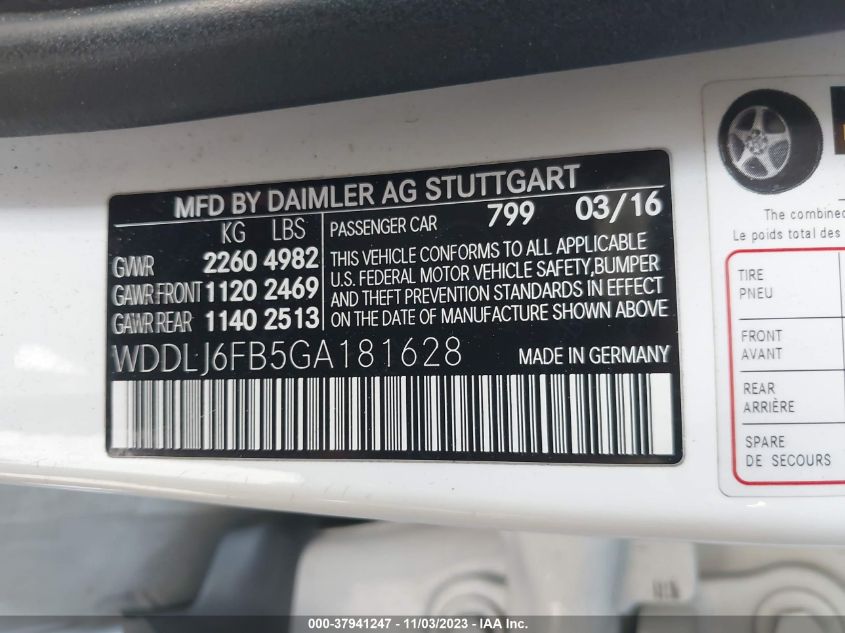 MFD BY DAIMLER AG STUTTGART
KG LBS
PASSENGER CAR 799 03/16
GVWR 2260 4982
GAWR FRONT 1120 2469
GAWR REAR 1140 2513
THIS VEHICLE CONFORMS TO ALL APPLICABLE
U.S. FEDERAL MOTOR VEHICLE SAFETY,BUMPER
AND THEFT PREVENTION STANDARDS IN EFFECT
ON THE DATE OF MANUFACTURE SHOWN ABOVE
WDDLJ6FB5GA181628 MADE IN GERMANY
The combined
Le poids total des
TIRE
PNEU
FRONT
AVANT
REAR
ARRIÈRE
SPARE
DE SECOURS
000-37941247 - 11/03/2023 - IAA Inc.